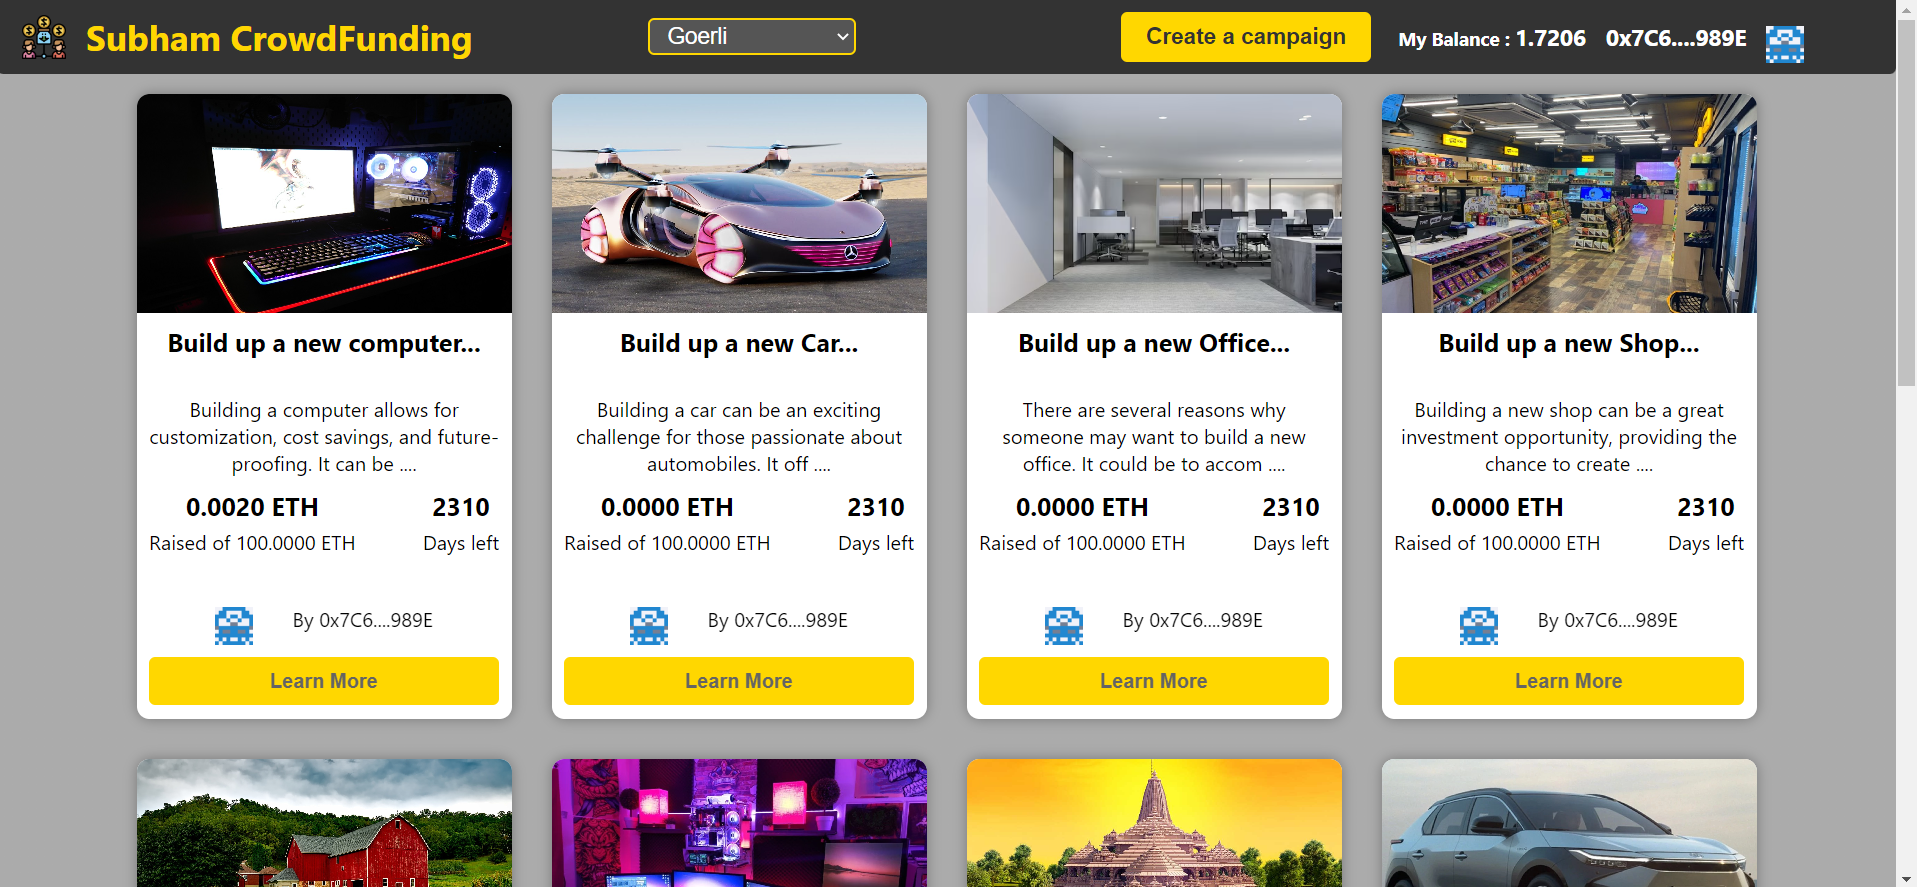 Subham CrowdFunding
Goerli
Create a campaign
My Balance : 1.7206 0x7C6....989E
Build up a new computer...
Building a computer allows for
customization, cost savings, and future-
proofing. It can be ....
0.0020 ETH 2310
Raised of 100.0000 ETH Days left
By 0x7C6....989E
Learn More
Build up a new Car...
Building a car can be an exciting
challenge for those passionate about
automobiles. It off ....
0.0000 ETH 2310
Raised of 100.0000 ETH Days left
By 0x7C6....989E
Learn More
Build up a new Office...
There are several reasons why
someone may want to build a new
office. It could be to accom ....
0.0000 ETH 2310
Raised of 100.0000 ETH Days left
By 0x7C6....989E
Learn More
Build up a new Shop...
Building a new shop can be a great
investment opportunity, providing the
chance to create ....
0.0000 ETH 2310
Raised of 100.0000 ETH Days left
By 0x7C6....989E
Learn More